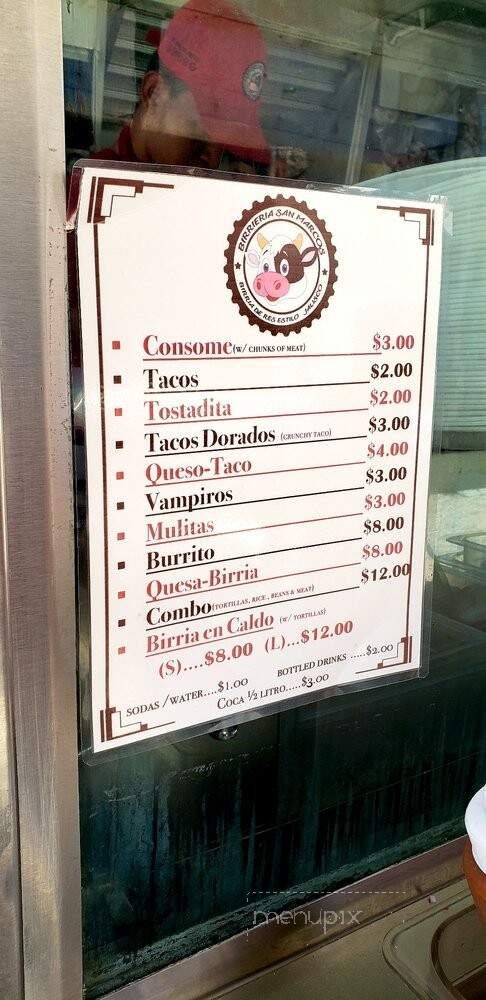 BIRRIERIA SAN MARCOS
BIRRIA DE RES ESTILO JALISCO
Consome (W/ CHUNKS OF MEAT) $3.00
Tacos $2.00
Tostadita $2.00
Tacos Dorados (CRUNCHY TACO) $3.00
Queso-Taco $4.00
Vampiros $3.00
Mulitas $3.00
Burrito $8.00
Quesa-Birria $8.00
Combo (TORTILLAS, RICE, BEANS & MEAT) $12.00
Birria en Caldo (W/ TORTILLAS)
(S)....$8.00 (L)...$12.00
SODAS /WATER....$1.00 BOTTLED DRINKS .....$2.00
COCA ½ LITRO.....$3.00
menupix